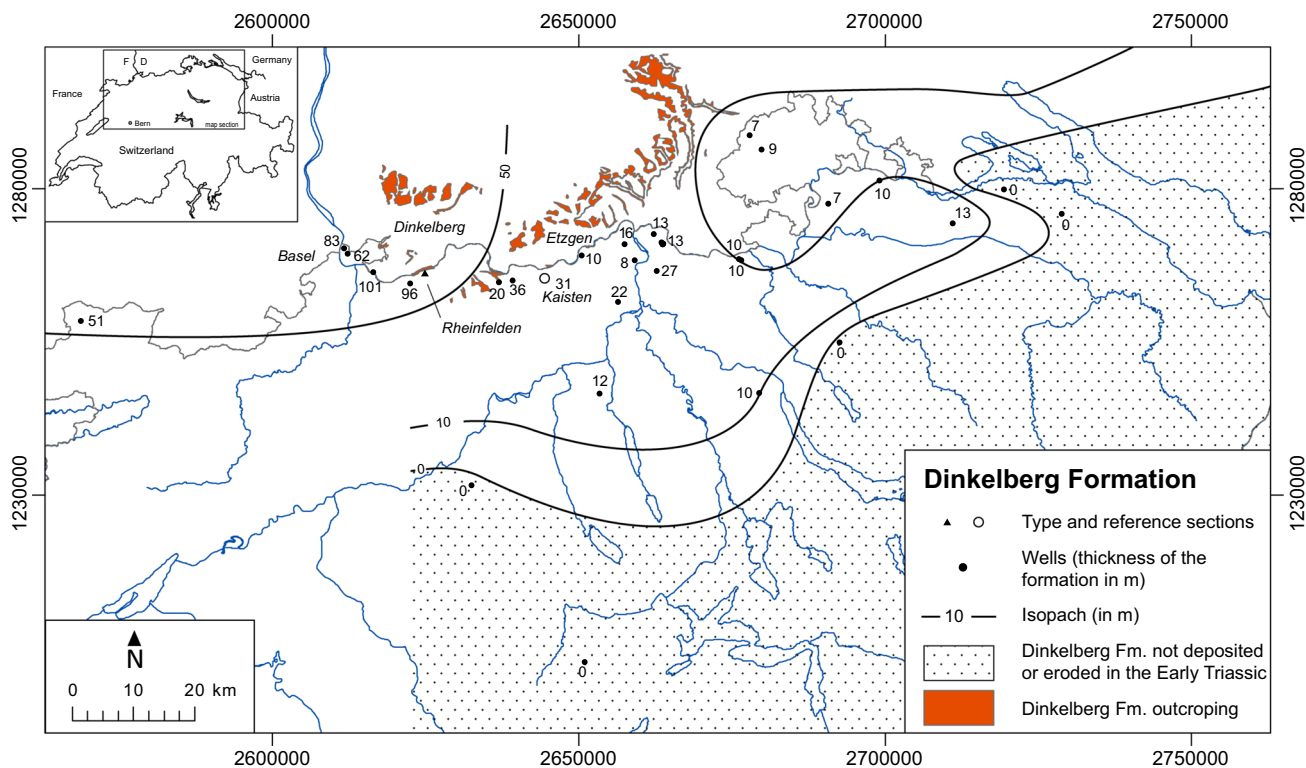 2600000 2650000 2700000 2750000
F D
Germany
France
Austria
Bern
map section
Switzerland
1280000 1280000
50
7
9
Dinkelberg
7
10
0
13
0
Etzgen
13
16
13
83
Basel
62
10
8
10
10
101
27
96
20
36
31
Kaisten
22
51
Rheinfelden
0
12
10
10
0
0
1230000 1230000
Dinkelberg Formation
Type and reference sections
Wells (thickness of the
formation in m)
10 Isopach (in m)
Dinkelberg Fm. not deposited
or eroded in the Early Triassic
Dinkelberg Fm. outcroping
N
0 10 20 km
0
2600000 2650000 2700000 2750000